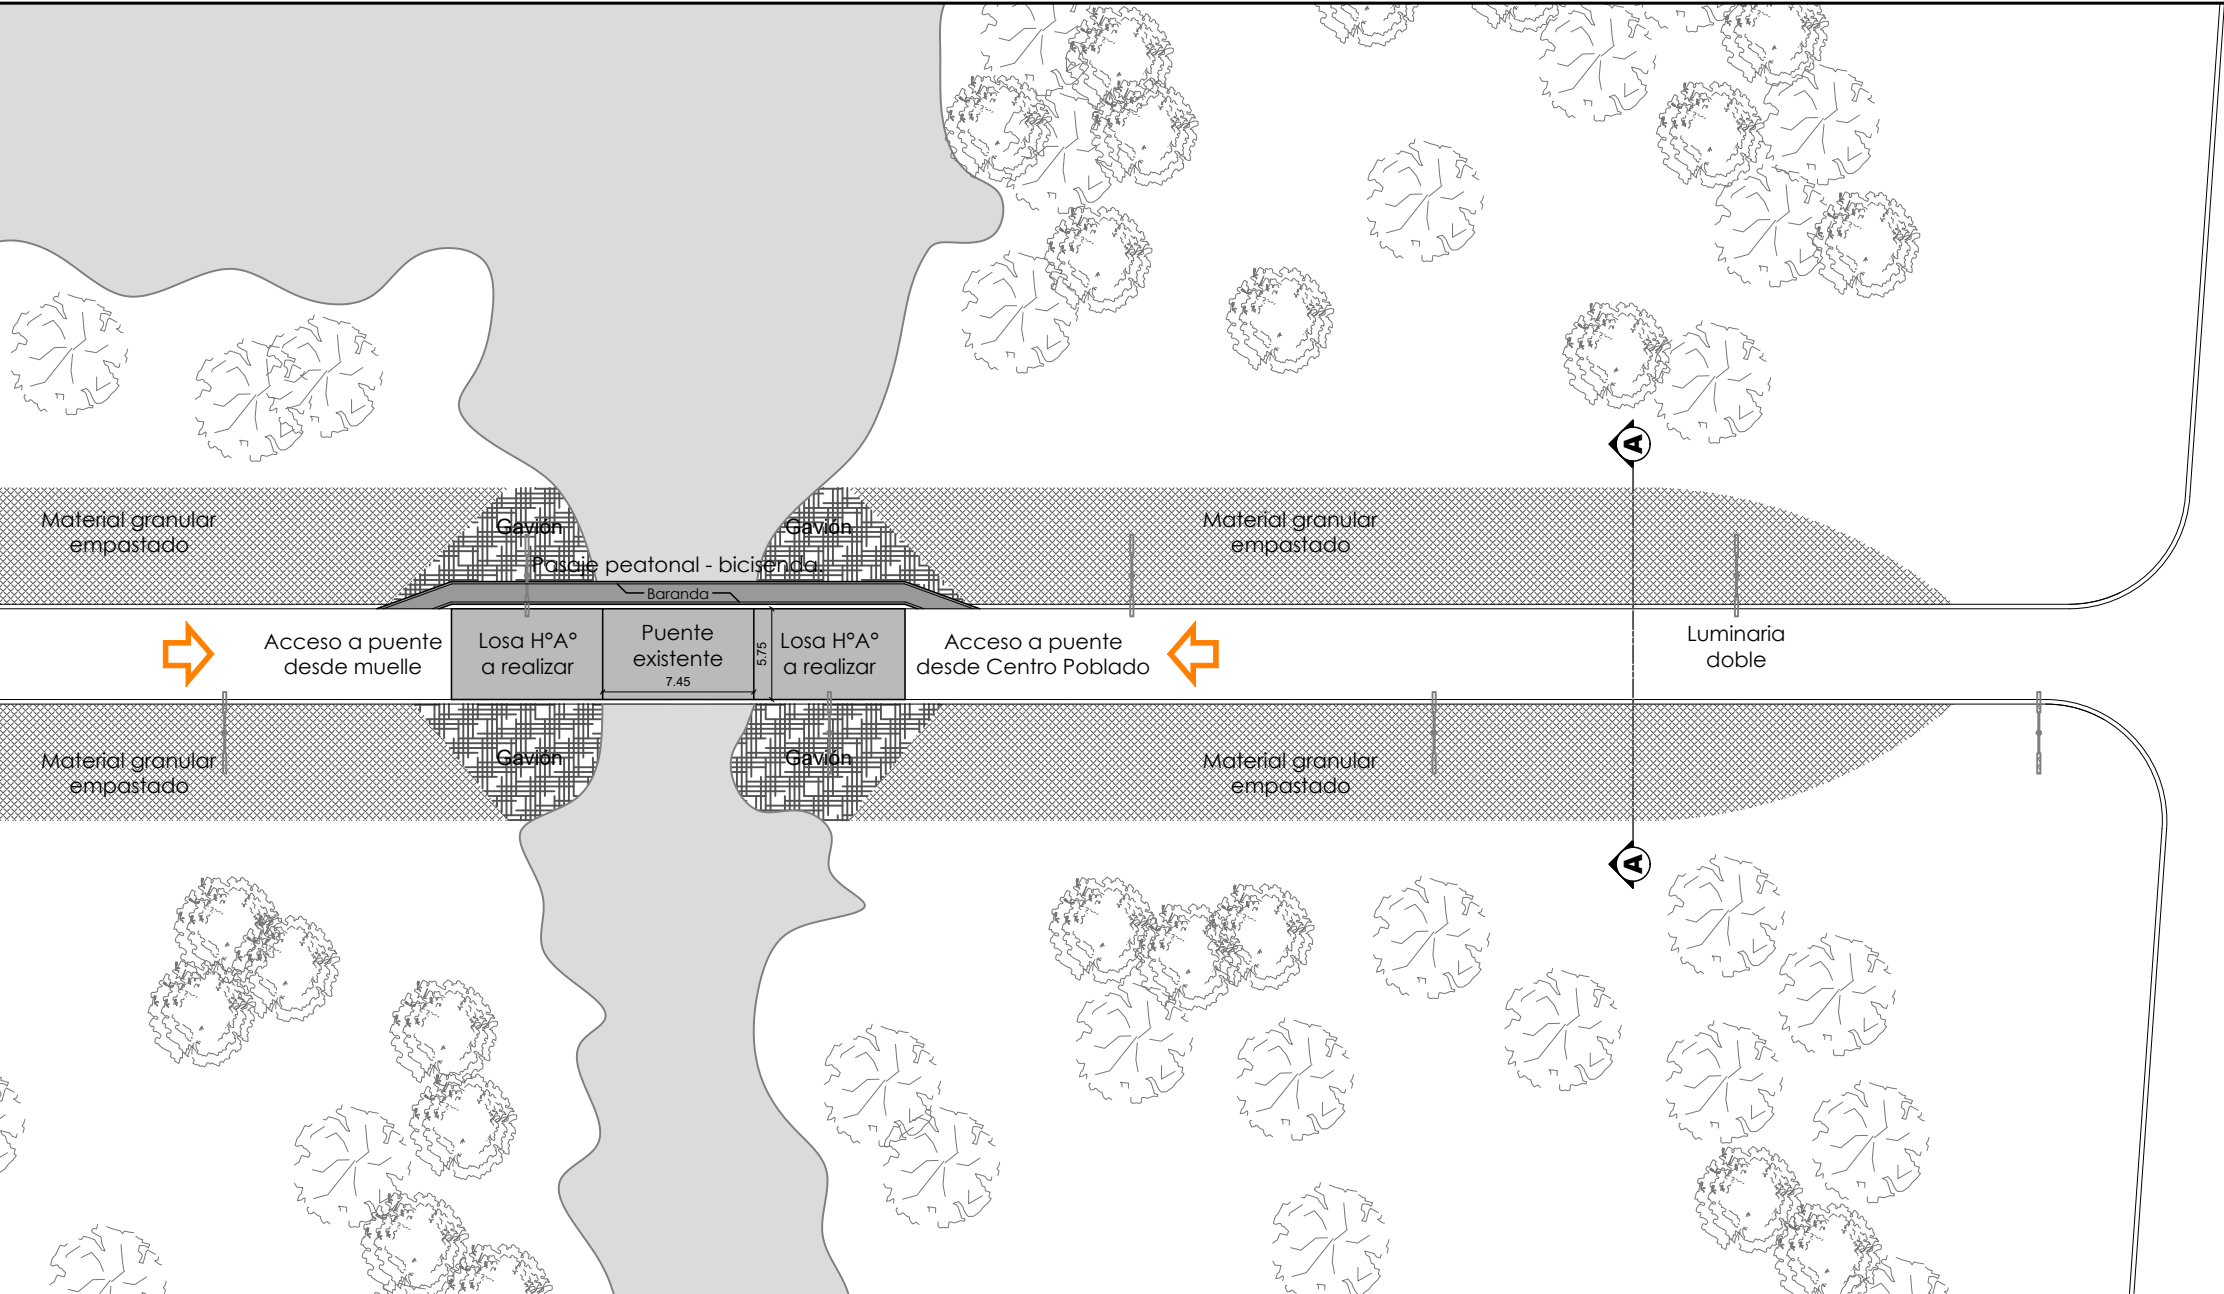 A
Material granular
empastado
Gavión
Gavión
Material granular
empastado
Pasaje peatonal - bicisenda.
Baranda
Acceso a puente
desde muelle
Losa H°A°
a realizar
Puente
existente
7.45
5.75
Losa H°A°
a realizar
Acceso a puente
desde Centro Poblado
Luminaria
doble
Material granular
empastado
Gavión
Gavión
Material granular
empastado
A